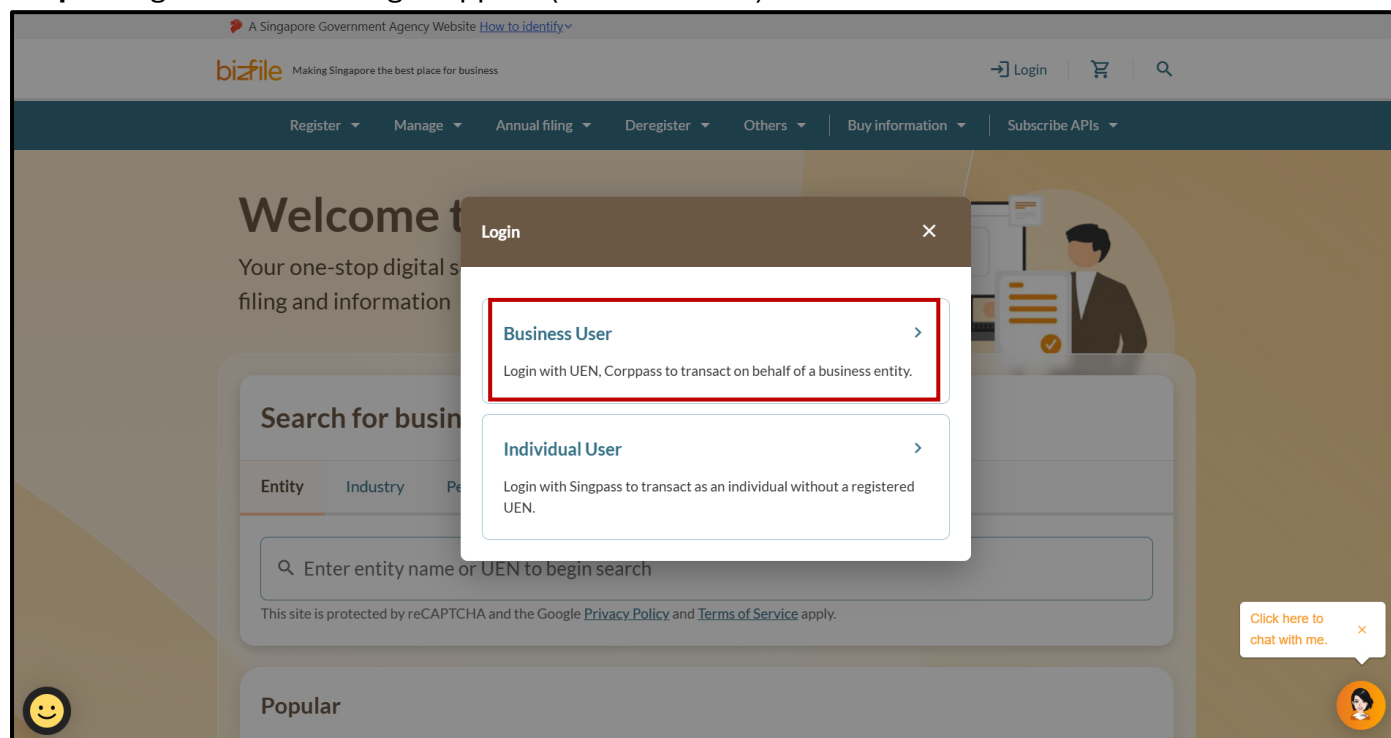 A Singapore Government Agency Website How to identify
bizfile Making Singapore the best place for business
Login
Register Manage Annual filing Deregister Others Buy information Subscribe APIs
Welcome t
Login
Your one-stop digital s
filing and information
Business User
Login with UEN, Corppass to transact on behalf of a business entity.
Search for busin
Individual User
Login with Singpass to transact as an individual without a registered
UEN.
Entity Industry Pe
Enter entity name or UEN to begin search
This site is protected by reCAPTCHA and the Google Privacy Policy and Terms of Service apply.
Click here to
chat with me.
Popular